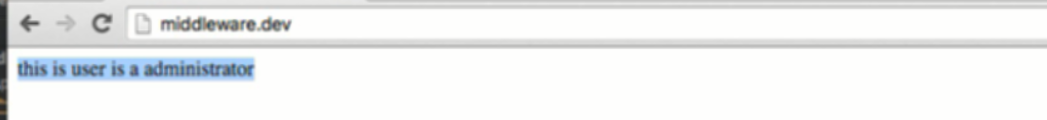 middleware.dev
this is user is a administrator